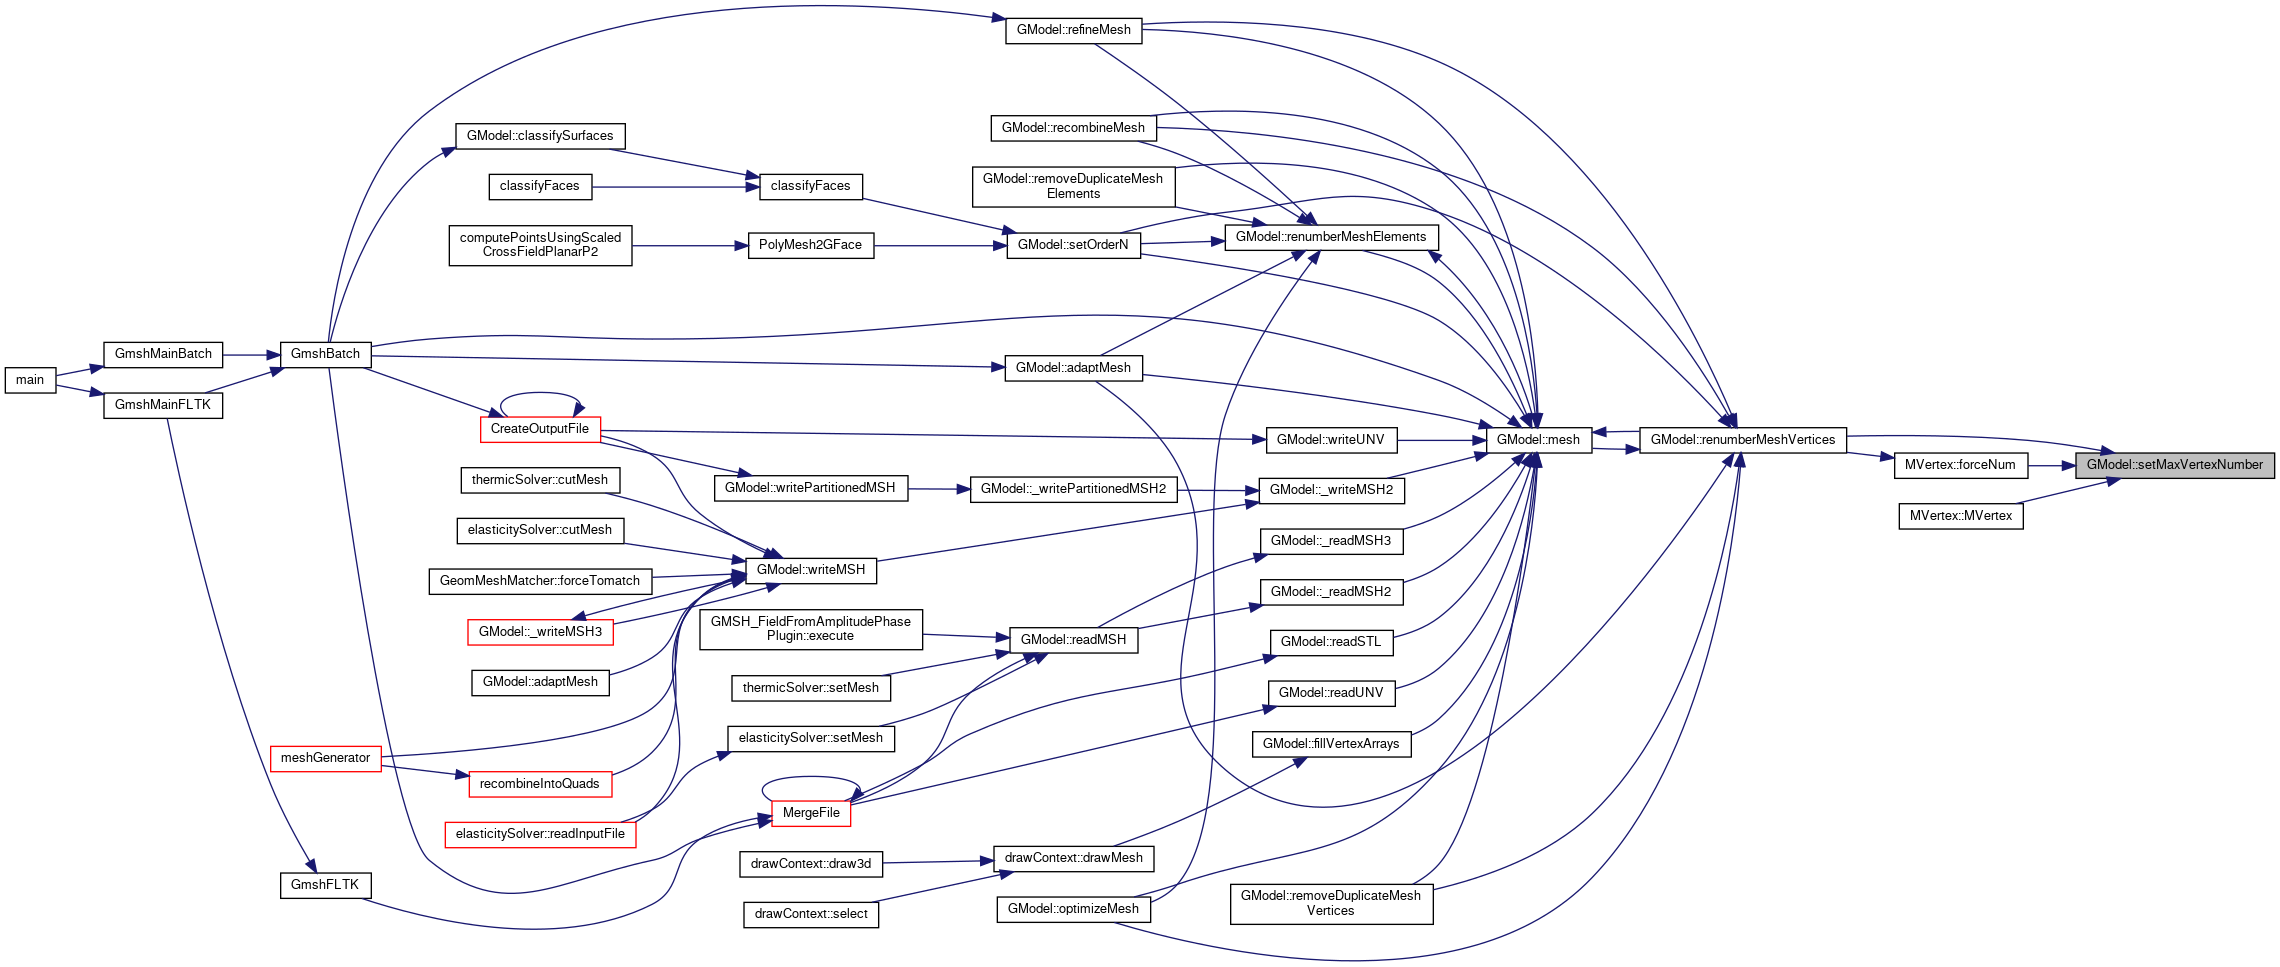 GModel::refineMesh
GModel::recombineMesh
GModel::classifySurfaces
classifyFaces
classifyFaces
GModel::removeDuplicateMesh
Elements
computePointsUsingScaled
CrossFieldPlanarP2
PolyMesh2GFace
GModel::setOrderN
GModel::renumberMeshElements
main
GmshMainBatch
GmshMainFLTK
GmshBatch
GModel::adaptMesh
CreateOutputFile
GModel::writeUNV
GModel::mesh
GModel::renumberMeshVertices
GModel::setMaxVertexNumber
MVertex::forceNum
MVertex::MVertex
thermicSolver::cutMesh
GModel::writePartitionedMSH
GModel::_writePartitionedMSH2
GModel::_writeMSH2
elasticitySolver::cutMesh
GModel::_readMSH3
GeomMeshMatcher::forceTomatch
GModel::writeMSH
GModel::_readMSH2
GModel::_writeMSH3
GMSH_FieldFromAmplitudePhase
Plugin::execute
GModel::readMSH
GModel::readSTL
GModel::adaptMesh
thermicSolver::setMesh
GModel::readUNV
elasticitySolver::setMesh
GModel::fillVertexArrays
meshGenerator
recombineIntoQuads
MergeFile
elasticitySolver::readInputFile
drawContext::draw3d
drawContext::drawMesh
GmshFLTK
drawContext::select
GModel::optimizeMesh
GModel::removeDuplicateMesh
Vertices